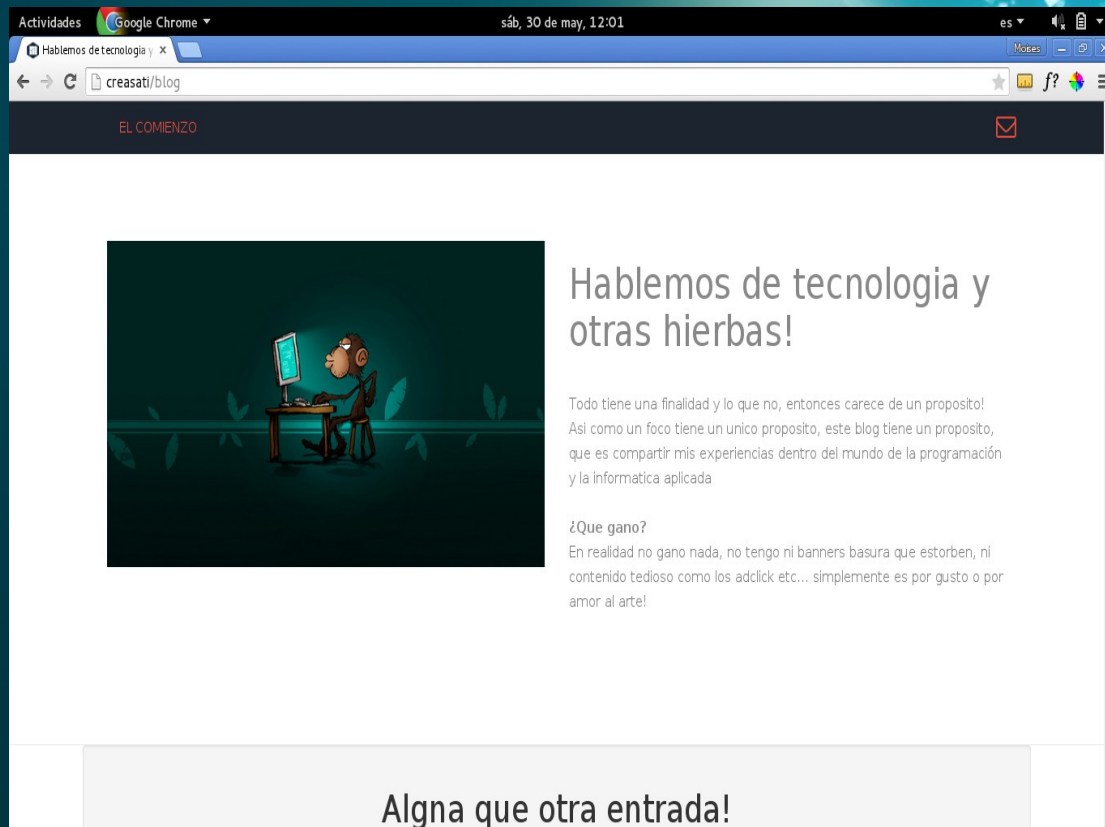 Actividades Google Chrome sáb, 30 de may, 12:01 es
Hablemos de tecnologia y Moises
creasati/blog f?
EL COMIENZO
Hablemos de tecnologia y
otras hierbas!
Todo tiene una finalidad y lo que no, entonces carece de un proposito!
Asi como un foco tiene un unico proposito, este blog tiene un proposito,
que es compartir mis experiencias dentro del mundo de la programación
y la informatica aplicada
¿Que gano?
En realidad no gano nada, no tengo ni banners basura que estorben, ni
contenido tedioso como los adclick etc... simplemente es por gusto o por
amor al arte!
Algna que otra entrada!